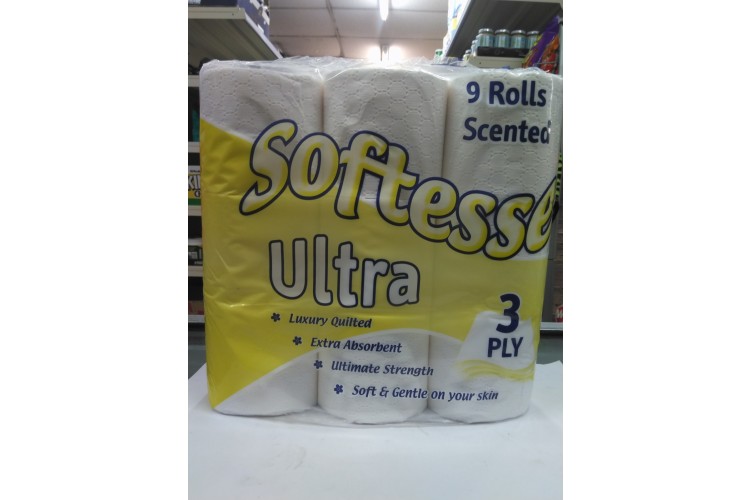 9 Rolls
Scented
Softesse
Ultra
3
PLY
Luxury Quilted
Extra Absorbent
Ultimate Strength
Soft & Gentle on your skin